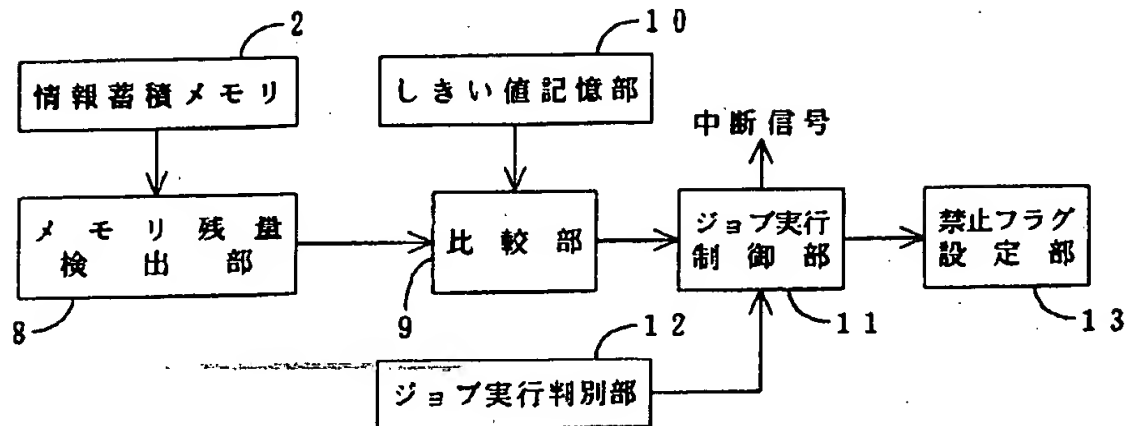 2
情報蓄積メモリ
10
しきい値記憶部
中断信号
メモリ残量
検出部
8
比較部
9
ジョブ実行
制御部
11
禁止フラグ
設定部
13
12
ジョブ実行判別部